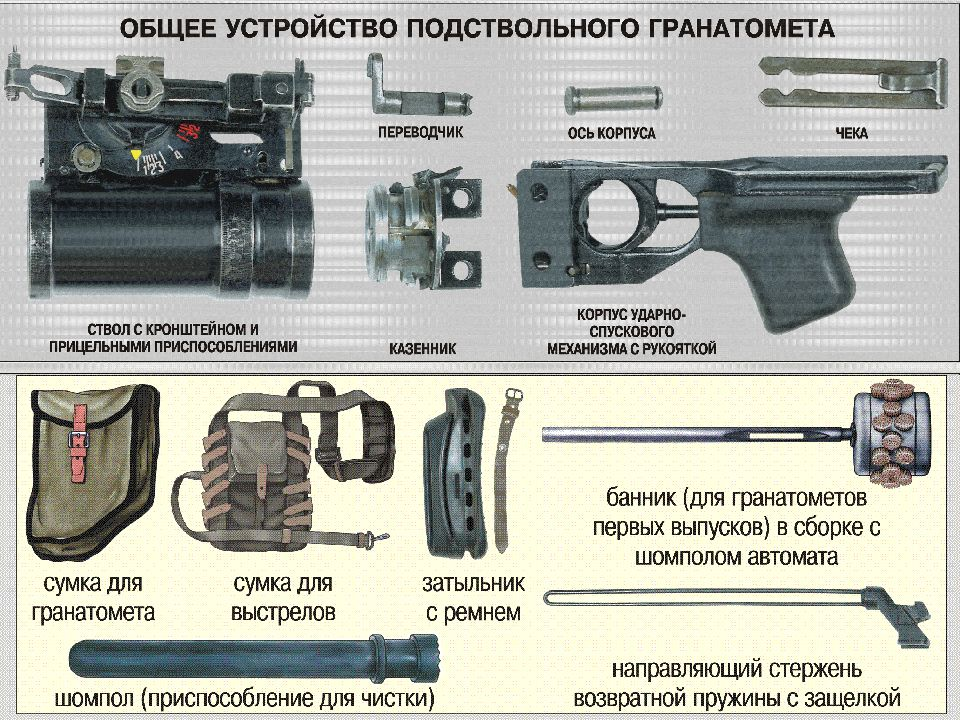 ОБЩЕЕ УСТРОЙСТВО ПОДСТВОЛЬНОГО ГРАНАТОМЕТА
ПЕРЕВОДЧИК
ОСЬ КОРПУСА
ЧЕКА
СТВОЛ С КРОНШТЕЙНОМ И
ПРИЦЕЛЬНЫМИ ПРИСПОСОБЛЕНИЯМИ
КАЗЕННИК
КОРПУС УДАРНО-
СПУСКОВОГО
МЕХАНИЗМА С РУКОЯТКОЙ
сумка для
гранатомета
сумка для
выстрелов
затыльник
с ремнем
банник (для гранатометов
первых выпусков) в сборке с
шомполом автомата
шомпол (приспособление для чистки)
направляющий стержень
возвратной пружины с защелкой